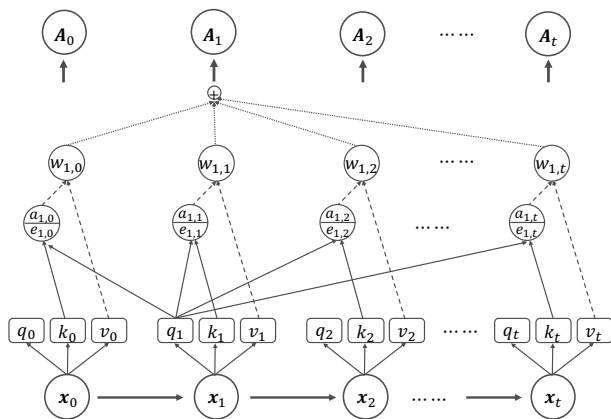 A₀ A₁ A₂ …… Aₜ
+
w₁,₀ w₁,₁ w₁,₂ …… w₁,ₜ
a₁,₀ a₁,₁ a₁,₂ a₁,ₜ
e₁,₀ e₁,₁ e₁,₂ …… e₁,ₜ
q₀ k₀ v₀ q₁ k₁ v₁ q₂ k₂ v₂ …… qₜ kₜ vₜ
x₀ x₁ x₂ …… xₜ